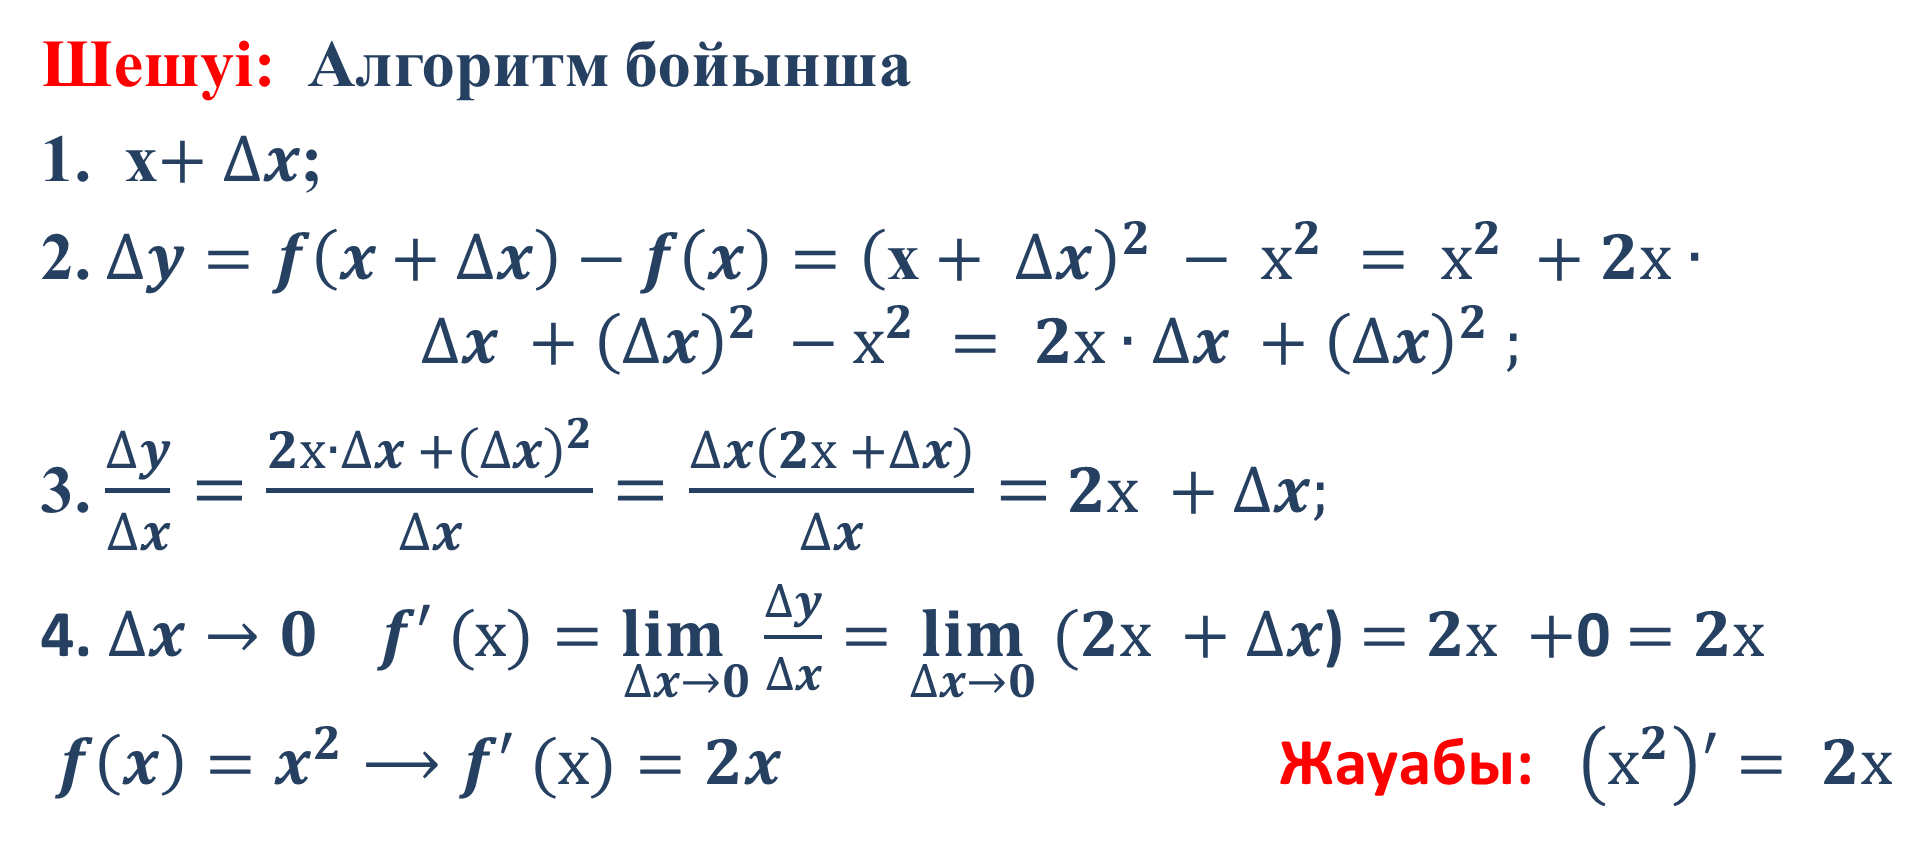 Шешуі: Алгоритм бойынша
1. x+ Δx;
2. Δy = f(x + Δx) − f(x) = (x + Δx)² − x² = x² + 2x ·
Δx + (Δx)² − x² = 2x · Δx + (Δx)² ;
3. Δy/Δx = (2x·Δx +(Δx)²)/Δx = Δx(2x +Δx)/Δx = 2x + Δx;
4. Δx → 0 f′ (x) = lim Δx→0 Δy/Δx = lim Δx→0 (2x + Δx) = 2x +0 = 2x
f(x) = x² ⟶ f′ (x) = 2x Жауабы: (x²)′ = 2x